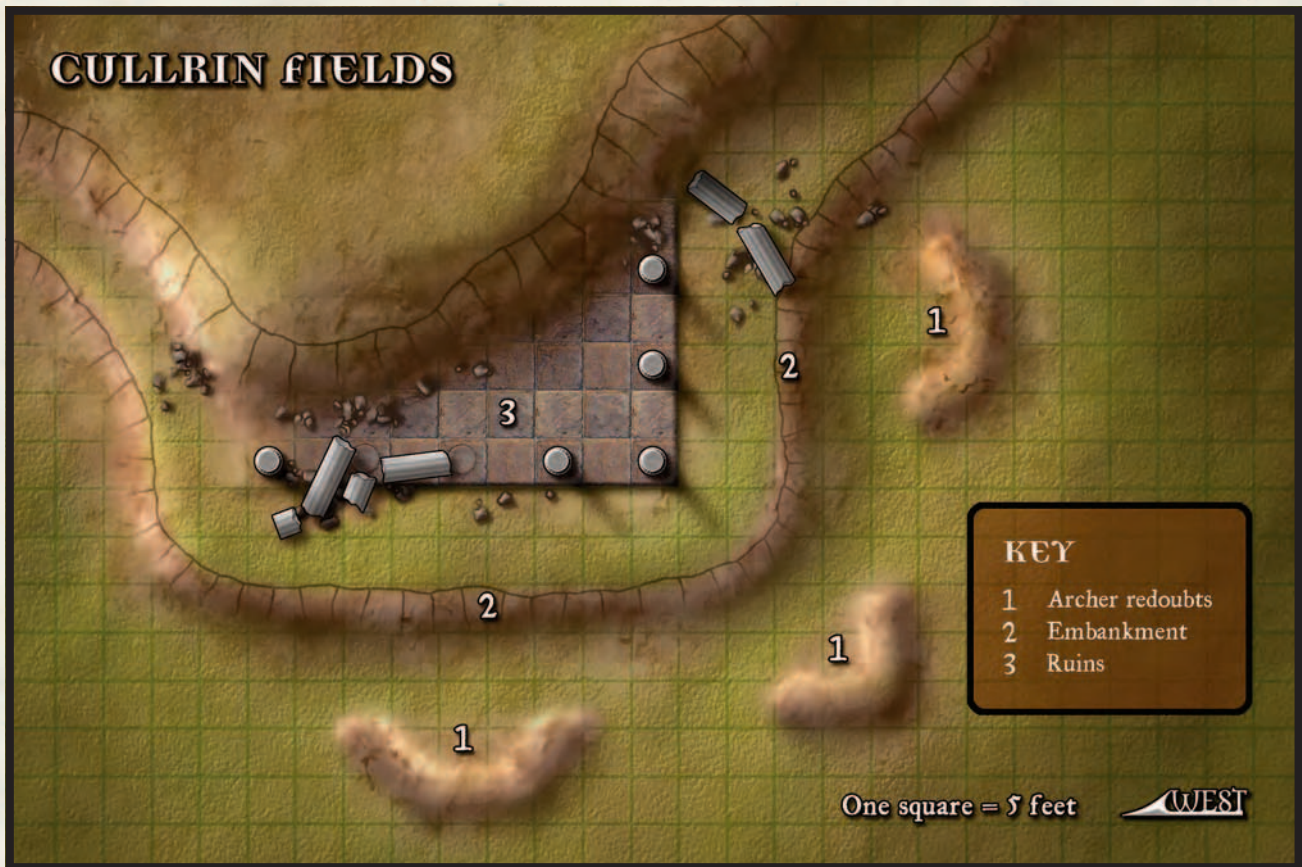 CULLRIN FIELDS
1
2
3
2
1
1
KEY
1 Archer redoubts
2 Embankment
3 Ruins
One square = 5 feet
WEST